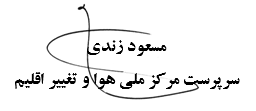 مسعود زندی
سرپرست مرکز ملی هوا و تغییر اقلیم